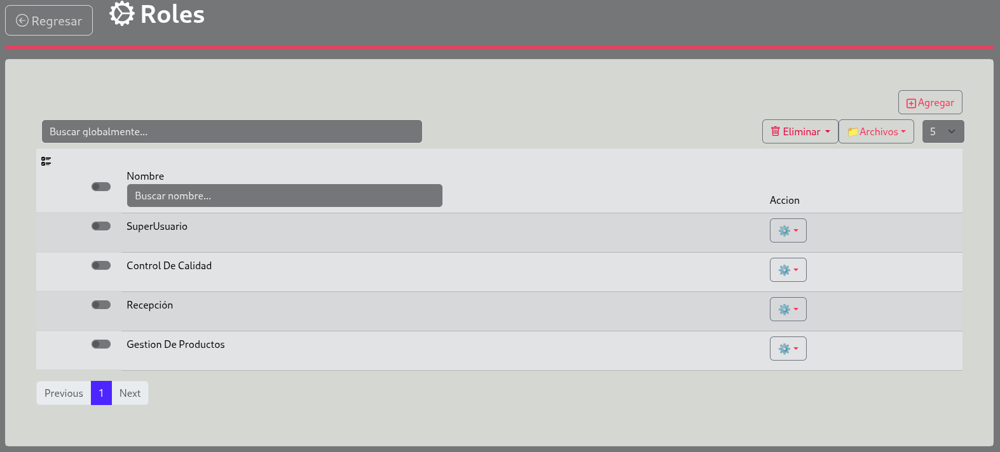 Regresar
Roles
Agregar
Buscar globalmente...
Eliminar
Archivos
5
Nombre
Buscar nombre...
Accion
SuperUsuario
Control De Calidad
Recepción
Gestion De Productos
Previous 1 Next